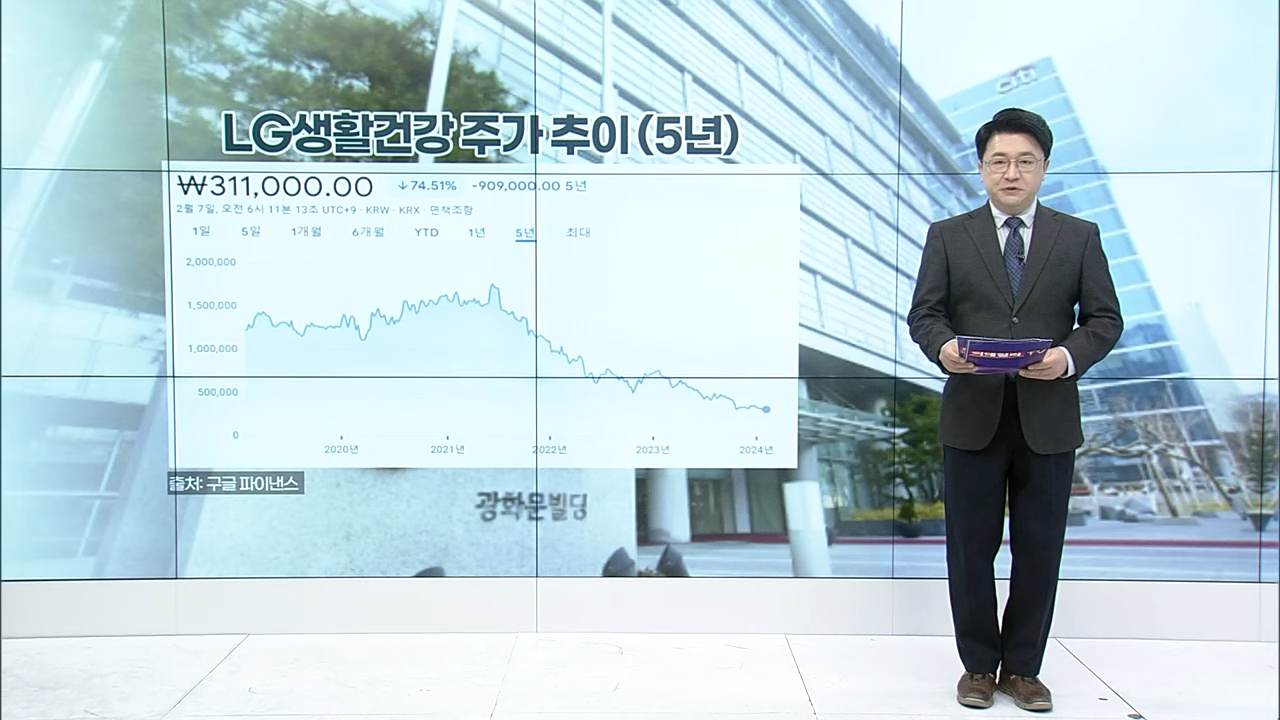 citi
LG생활건강 주가 추이 (5년)
₩311,000.00 ↓74.51% -909,000.00 5년
2월 7일, 오전 6시 11분 13초 UTC+9 · KRW · KRX · 면책조항
1일 5일 1개월 6개월 YTD 1년 5년 최대
2,000,000
1,500,000
1,000,000
500,000
0
2020년 2021년 2022년 2023년 2024년
출처: 구글 파이낸스
광화문빌딩
이데일리 TV